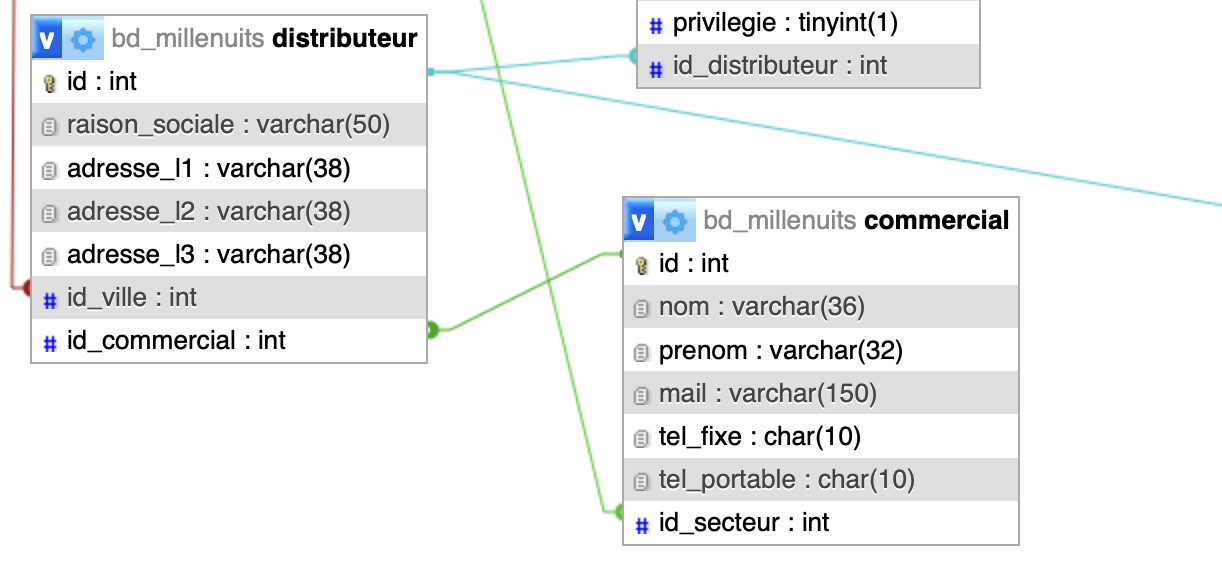 v bd_millenuits distributeur
id : int
raison_sociale : varchar(50)
adresse_l1 : varchar(38)
adresse_l2 : varchar(38)
adresse_l3 : varchar(38)
# id_ville : int
# id_commercial : int
# privilegie : tinyint(1)
# id_distributeur : int
v bd_millenuits commercial
id : int
nom : varchar(36)
prenom : varchar(32)
mail : varchar(150)
tel_fixe : char(10)
tel_portable : char(10)
# id_secteur : int